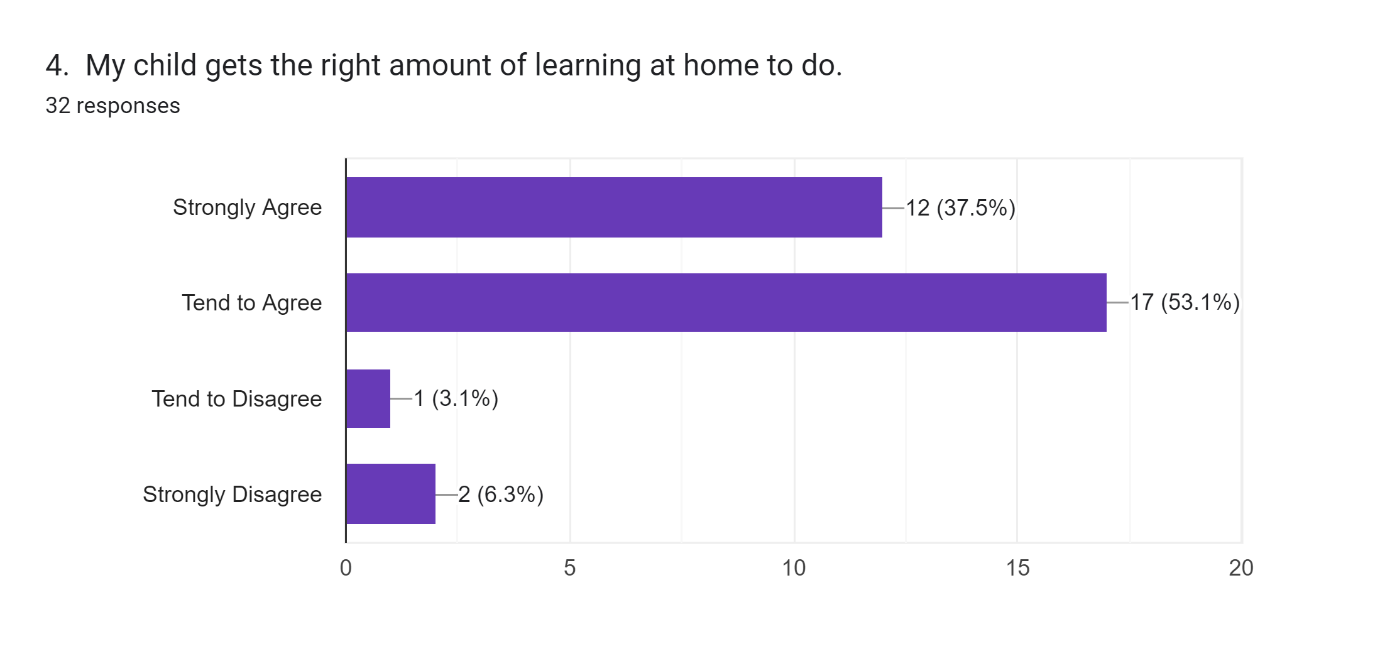 4.  My child gets the right amount of learning at home to do.
32 responses
Strongly Agree 12 (37.5%)
Tend to Agree 17 (53.1%)
Tend to Disagree 1 (3.1%)
Strongly Disagree 2 (6.3%)
0 5 10 15 20